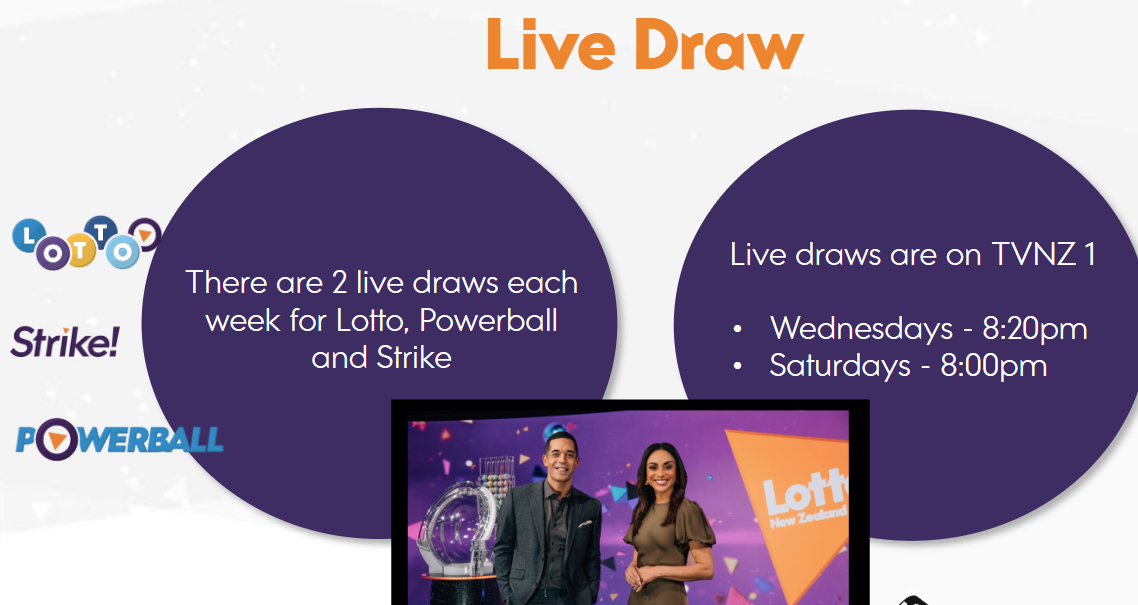 Live Draw
LOTTO
Strike!
POWERBALL
There are 2 live draws each
week for Lotto, Powerball
and Strike
Live draws are on TVNZ 1
• Wednesdays - 8:20pm
• Saturdays - 8:00pm
Lott
New Zealand